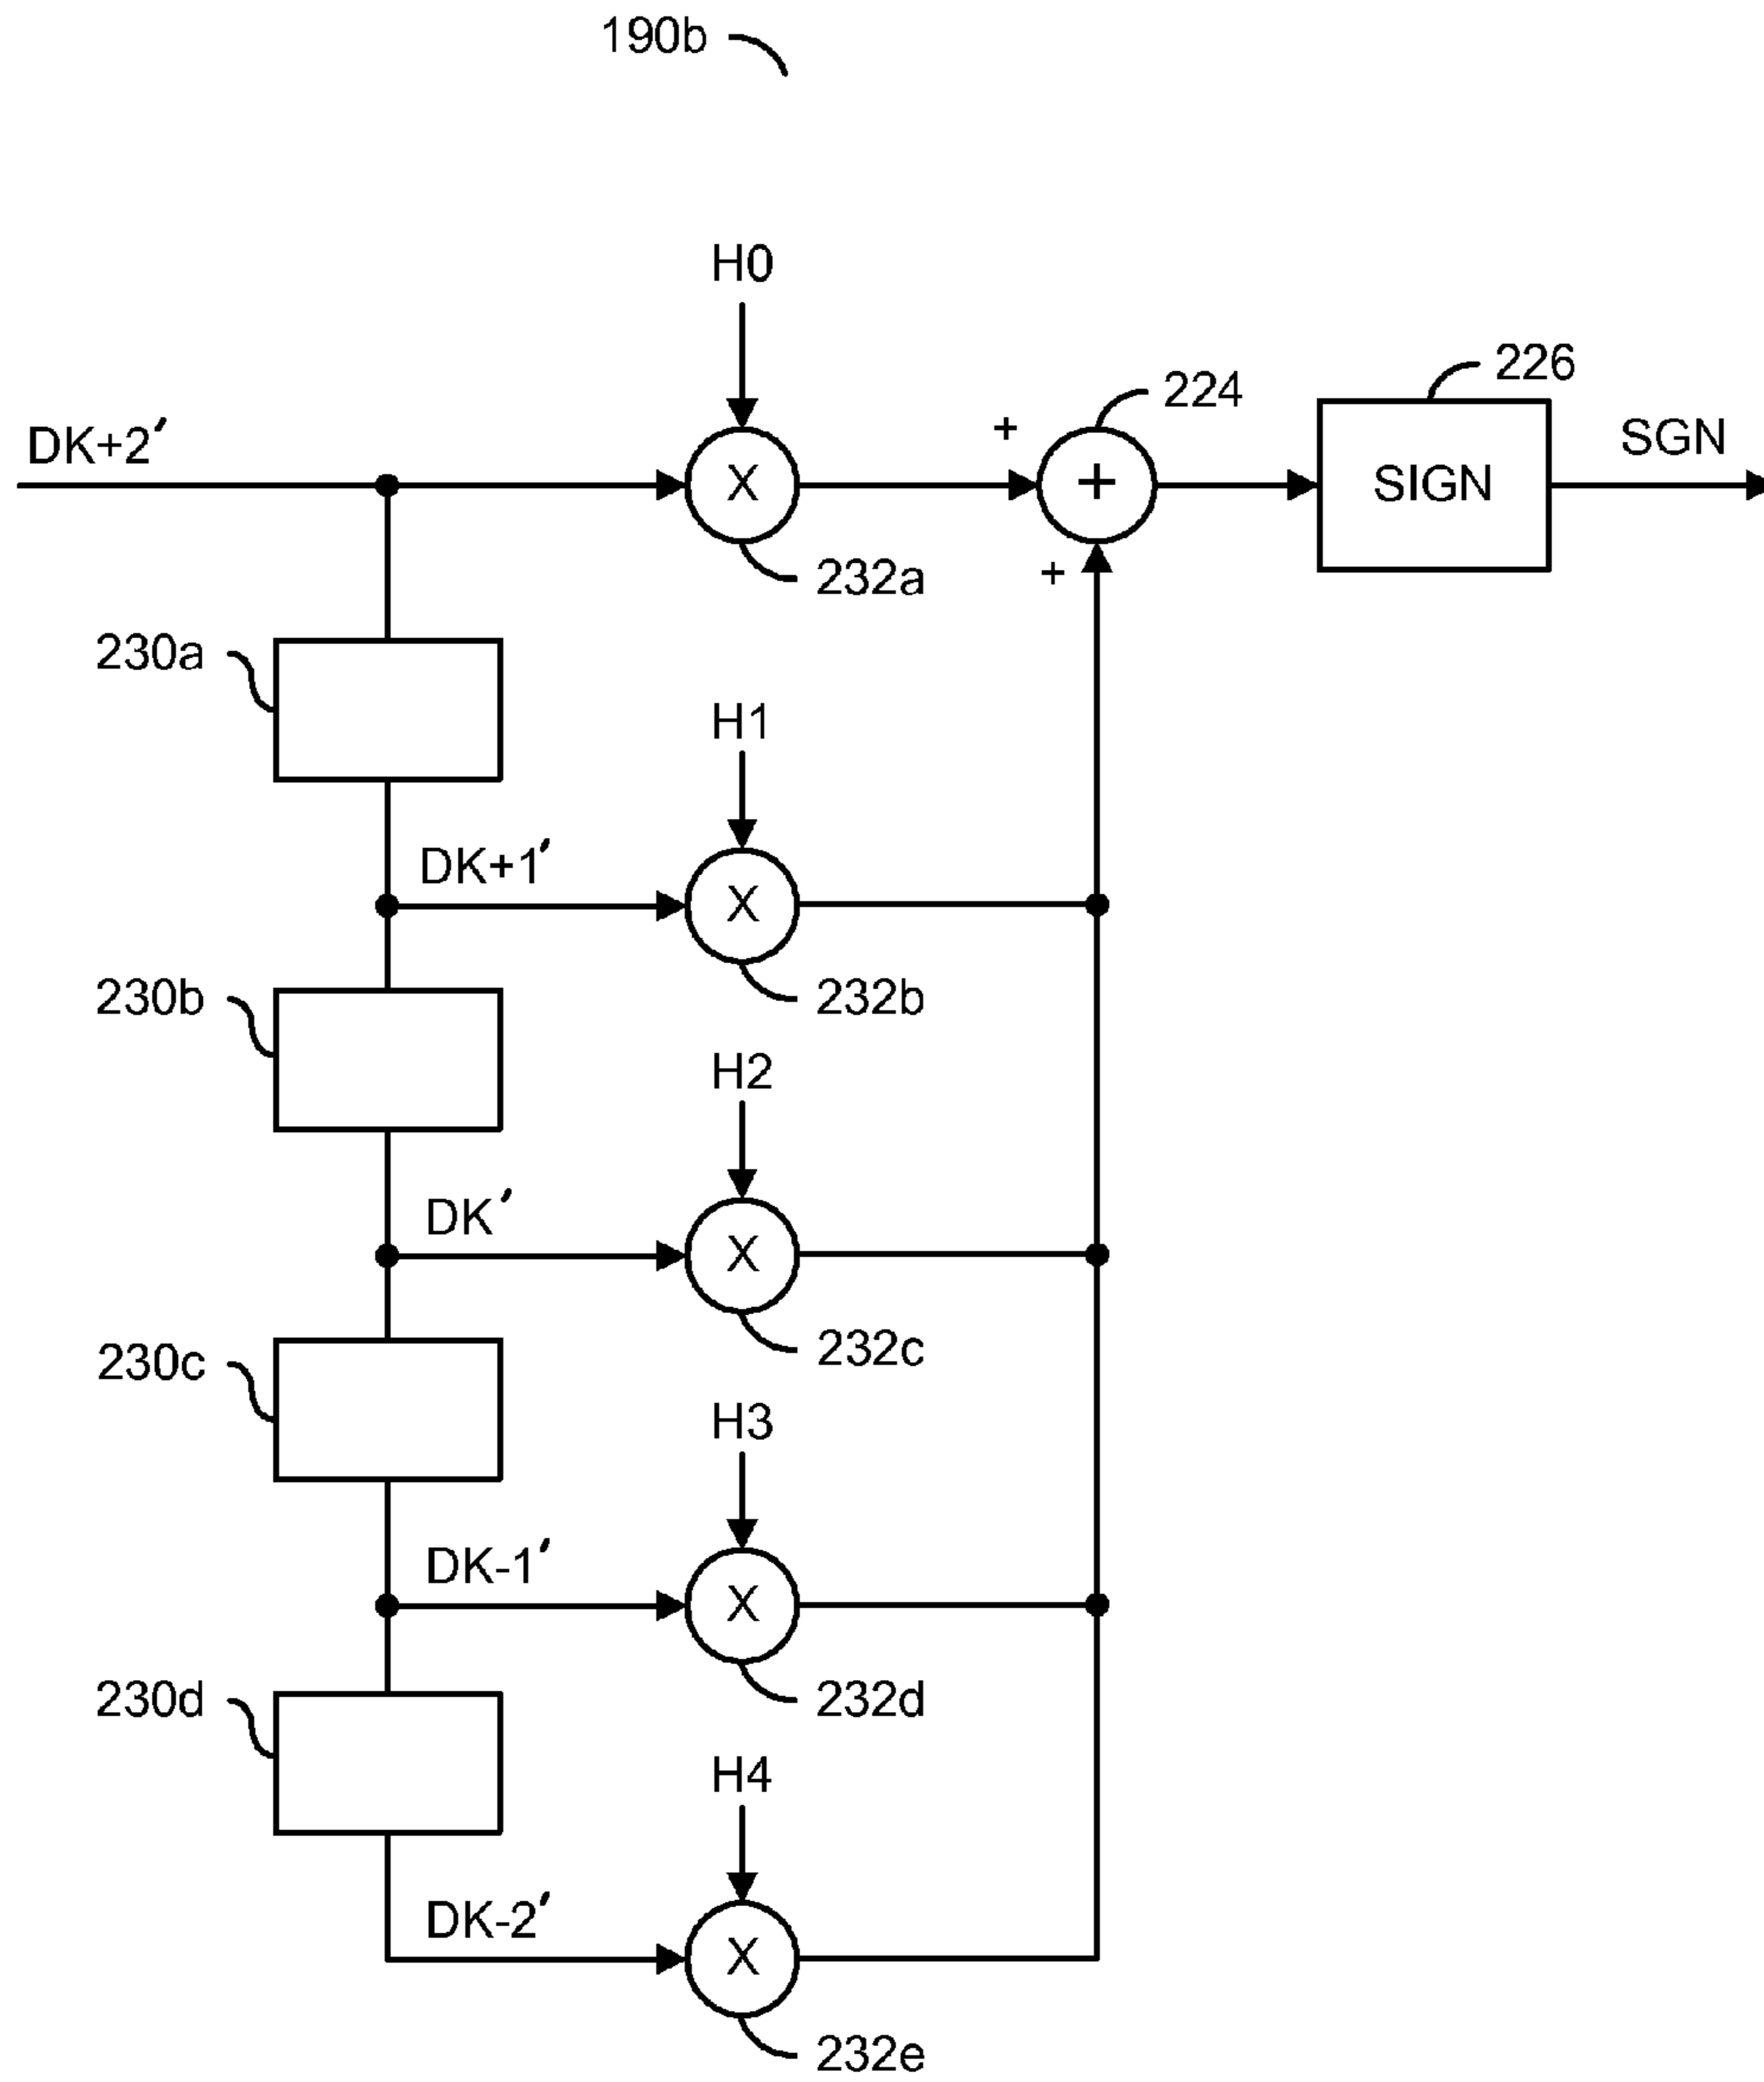 190b
H0
DK+2′
X
+
224
+
226
SIGN
SGN
232a
+
230a
H1
DK+1′
X
230b
232b
H2
DK′
X
230c
232c
H3
DK-1′
X
230d
232d
H4
DK-2′
X
232e